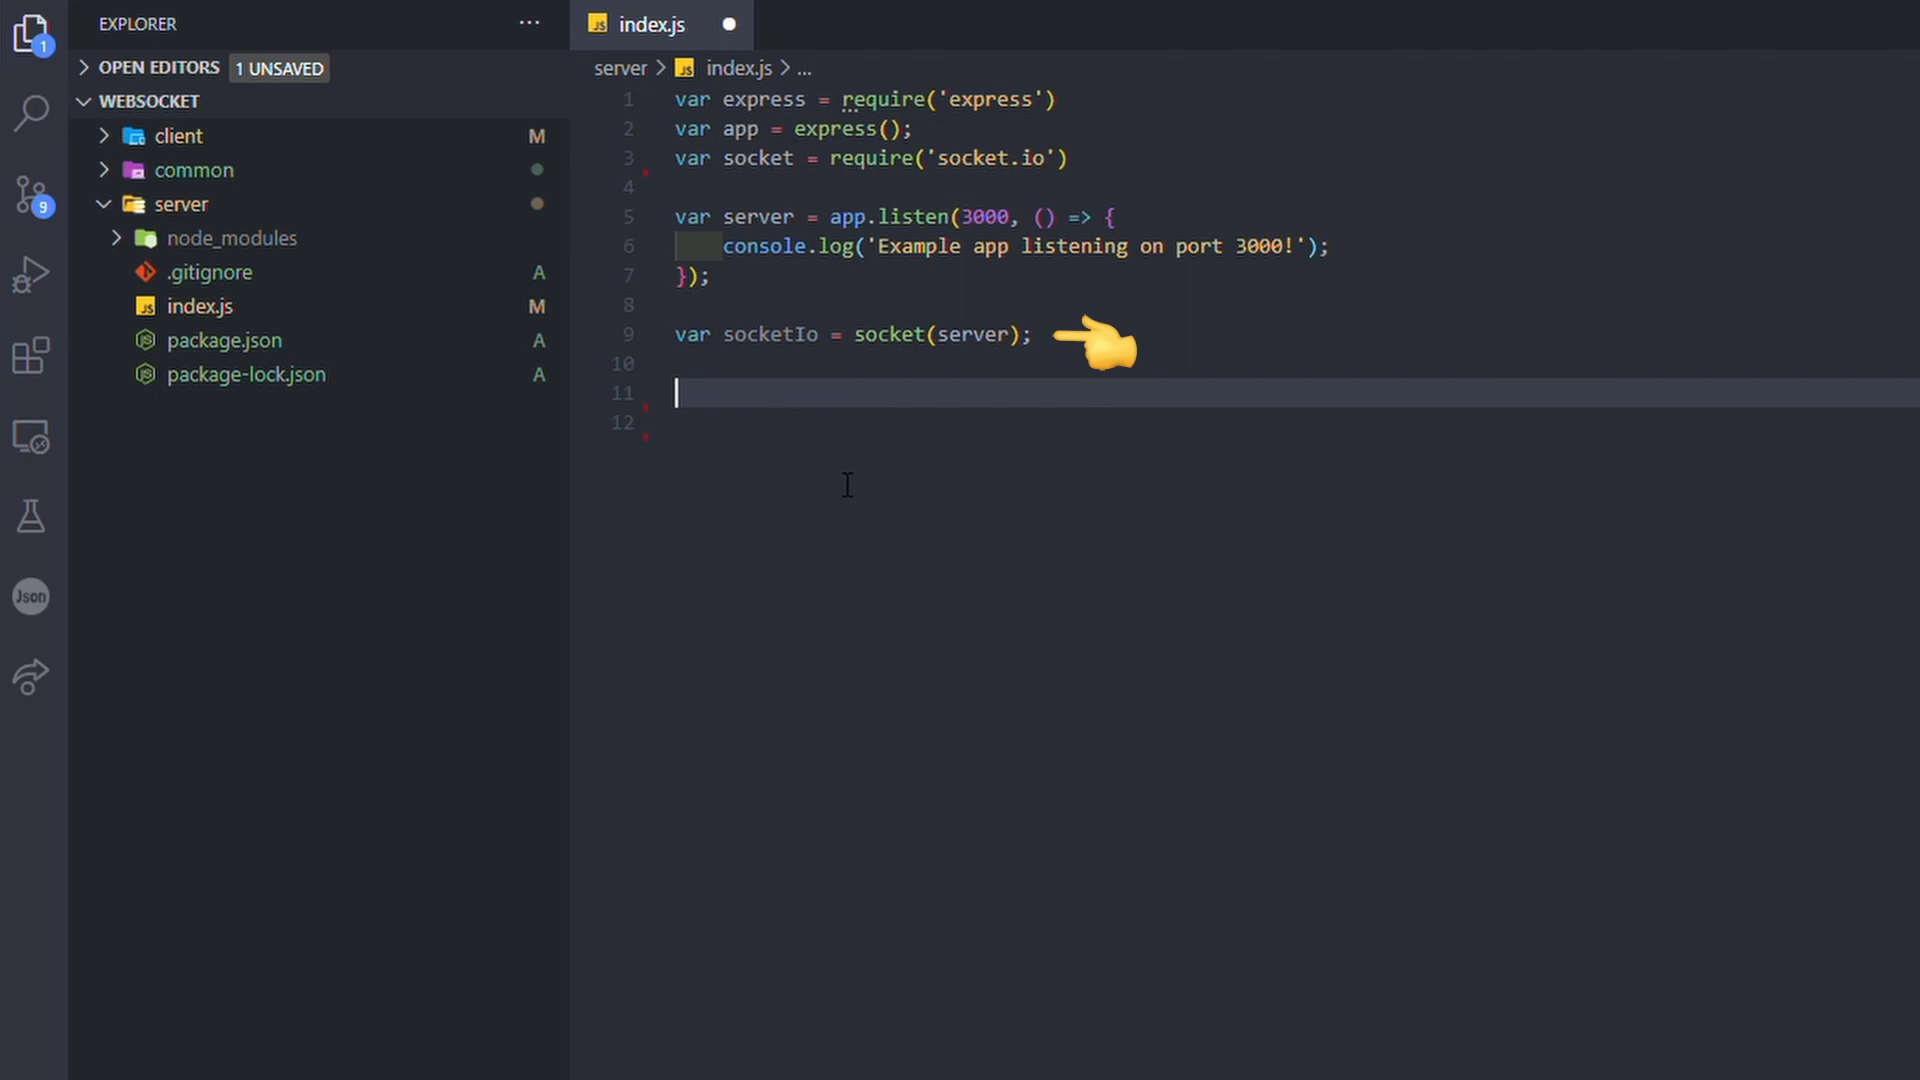 EXPLORER
index.js
OPEN EDITORS 1 UNSAVED
server > index.js > ...
WEBSOCKET
client M
common
server
node_modules
.gitignore A
index.js M
package.json A
package-lock.json A
1 var express = require('express')
2 var app = express();
3 var socket = require('socket.io')
4
5 var server = app.listen(3000, () => {
6 console.log('Example app listening on port 3000!');
7 });
8
9 var socketIo = socket(server);
10
11
12
1
9
Json